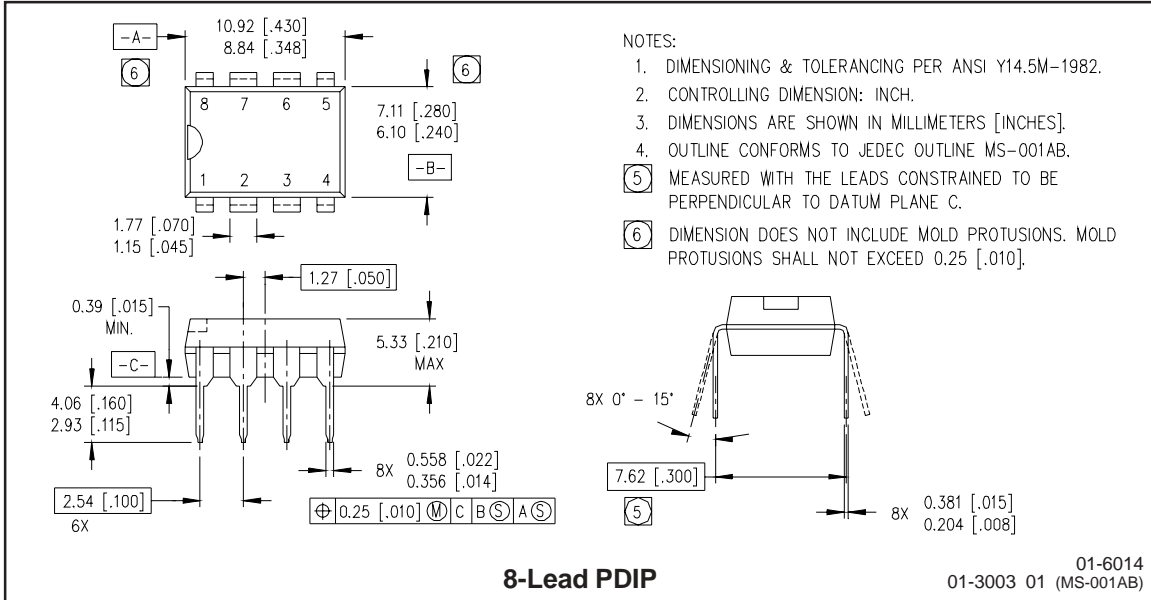 -A-
10.92 [.430]
8.84 [.348]
6
6
8 7 6 5
1 2 3 4
7.11 [.280]
6.10 [.240]
-B-
1.77 [.070]
1.15 [.045]
1.27 [.050]
0.39 [.015]
MIN.
-C-
5.33 [.210]
MAX
4.06 [.160]
2.93 [.115]
8X 0.558 [.022]
0.356 [.014]
2.54 [.100]
6X
⌖ 0.25 [.010] Ⓜ C B Ⓢ A Ⓢ
NOTES:
1. DIMENSIONING & TOLERANCING PER ANSI Y14.5M-1982.
2. CONTROLLING DIMENSION: INCH.
3. DIMENSIONS ARE SHOWN IN MILLIMETERS [INCHES].
4. OUTLINE CONFORMS TO JEDEC OUTLINE MS-001AB.
5 MEASURED WITH THE LEADS CONSTRAINED TO BE
PERPENDICULAR TO DATUM PLANE C.
6 DIMENSION DOES NOT INCLUDE MOLD PROTUSIONS. MOLD
PROTUSIONS SHALL NOT EXCEED 0.25 [.010].
8X 0° - 15°
7.62 [.300]
5
8X 0.381 [.015]
0.204 [.008]
8-Lead PDIP
01-6014
01-3003 01 (MS-001AB)